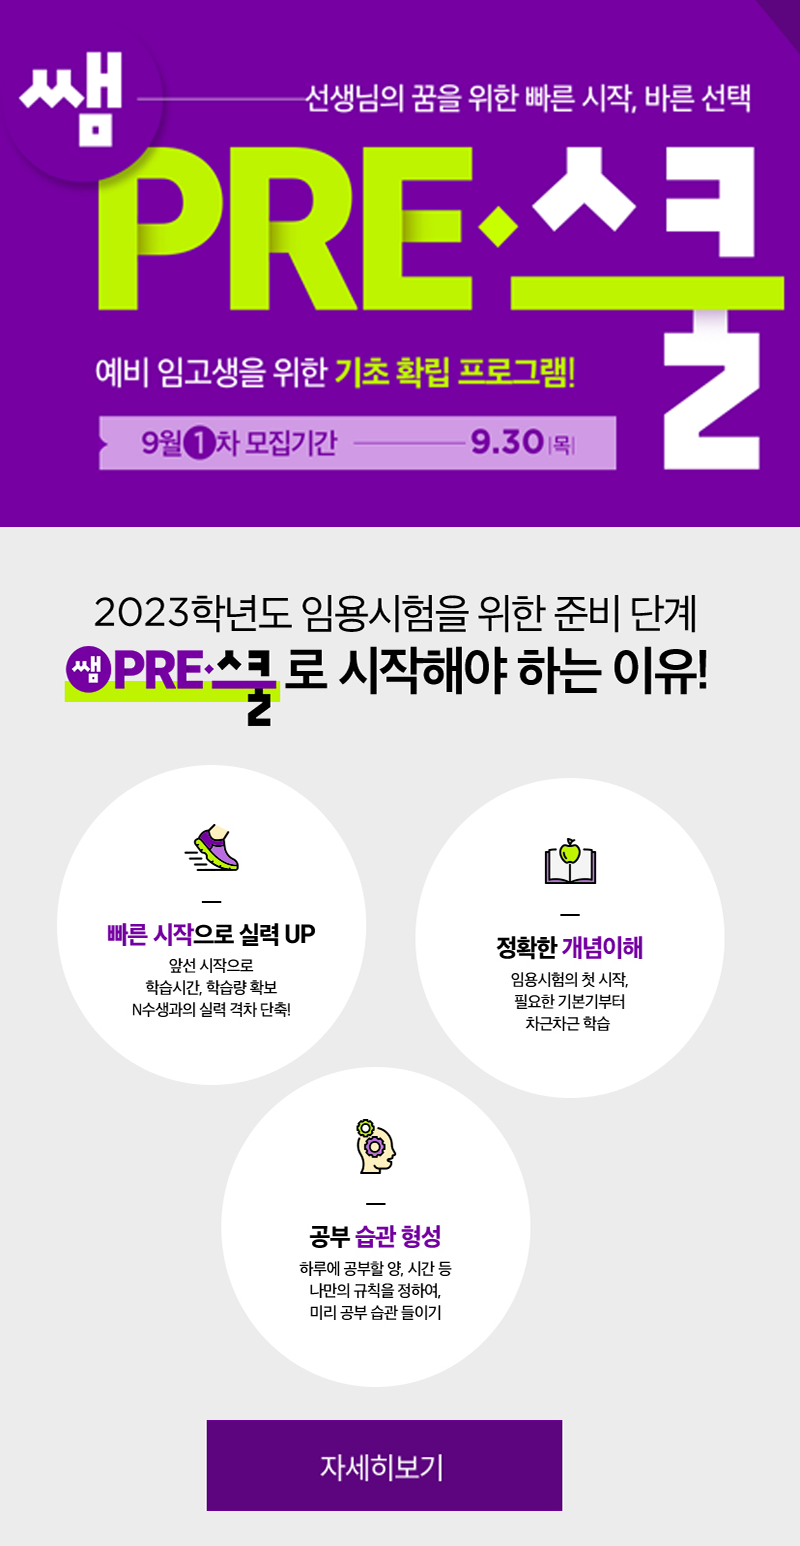 쌤
선생님의 꿈을 위한 빠른 시작, 바른 선택
PRE·스쿨
예비 임고생을 위한 기초 확립 프로그램!
9월 1차 모집기간 9.30|목|
2023학년도 임용시험을 위한 준비 단계
쌤PRE·스쿨로 시작해야 하는 이유!
빠른 시작으로 실력 UP
앞선 시작으로
학습시간, 학습량 확보
N수생과의 실력 격차 단축!
정확한 개념이해
임용시험의 첫 시작,
필요한 기본기부터
차근차근 학습
공부 습관 형성
하루에 공부할 양, 시간 등
나만의 규칙을 정하여,
미리 공부 습관 들이기
자세히보기